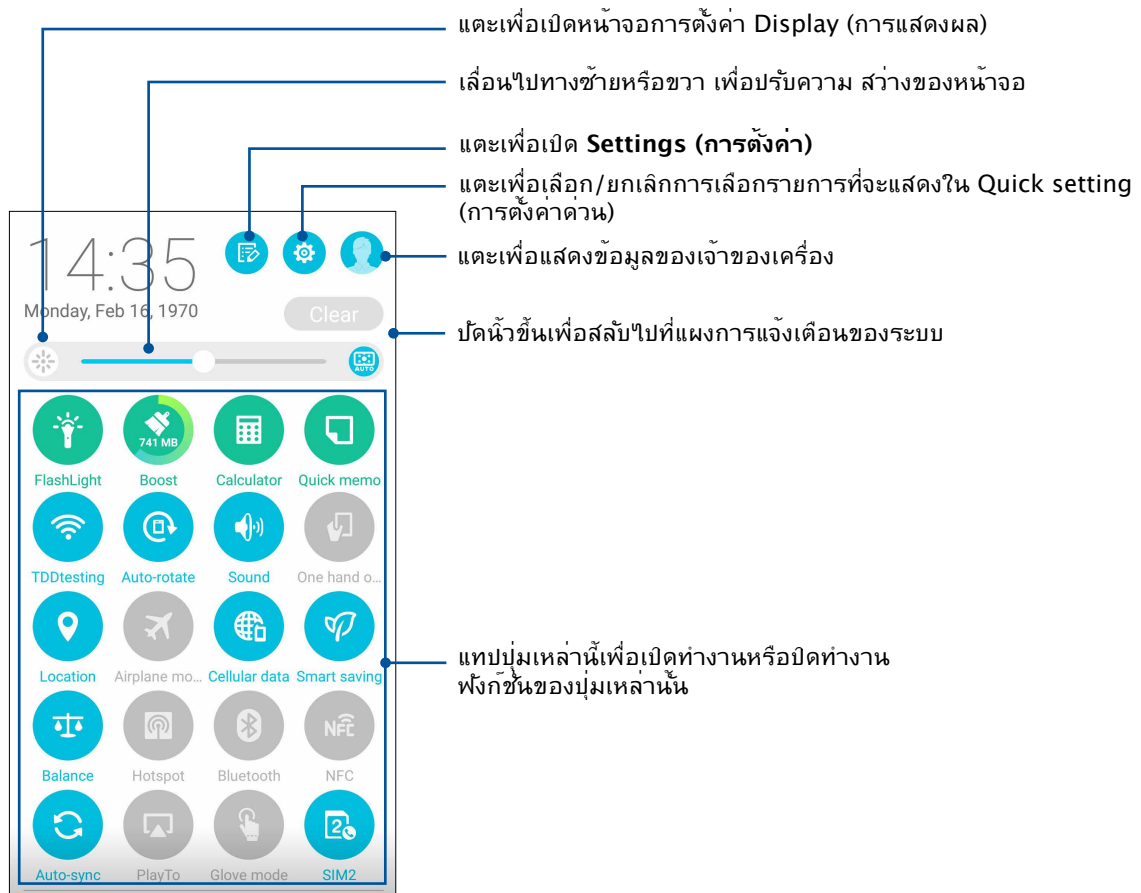 แตะเพื่อเปิดหน้าจอการตั้งค่า Display (การแสดงผล)
เลื่อนไปทางซ้ายหรือขวา เพื่อปรับความ สว่างของหน้าจอ
แตะเพื่อเปิด Settings (การตั้งค่า)
แตะเพื่อเลือก/ยกเลิกการเลือกรายการที่จะแสดงใน Quick setting
(การตั้งค่าด่วน)
แตะเพื่อแสดงข้อมูลของเจ้าของเครื่อง
ปัดนิ้วขึ้นเพื่อสลับไปที่แผงการแจ้งเตือนของระบบ
14:35
Monday, Feb 16, 1970
Clear
AUTO
741 MB
FlashLight Boost Calculator Quick memo
TDDtesting Auto-rotate Sound One hand o...
Location Airplane mo... Cellular data Smart saving
แทปปุ่มเหล่านี้เพื่อเปิดทำงานหรือปิดทำงาน
ฟังก์ชั่นของปุ่มเหล่านั้น
NFC
Balance Hotspot Bluetooth NFC
2
Auto-sync PlayTo Glove mode SIM2